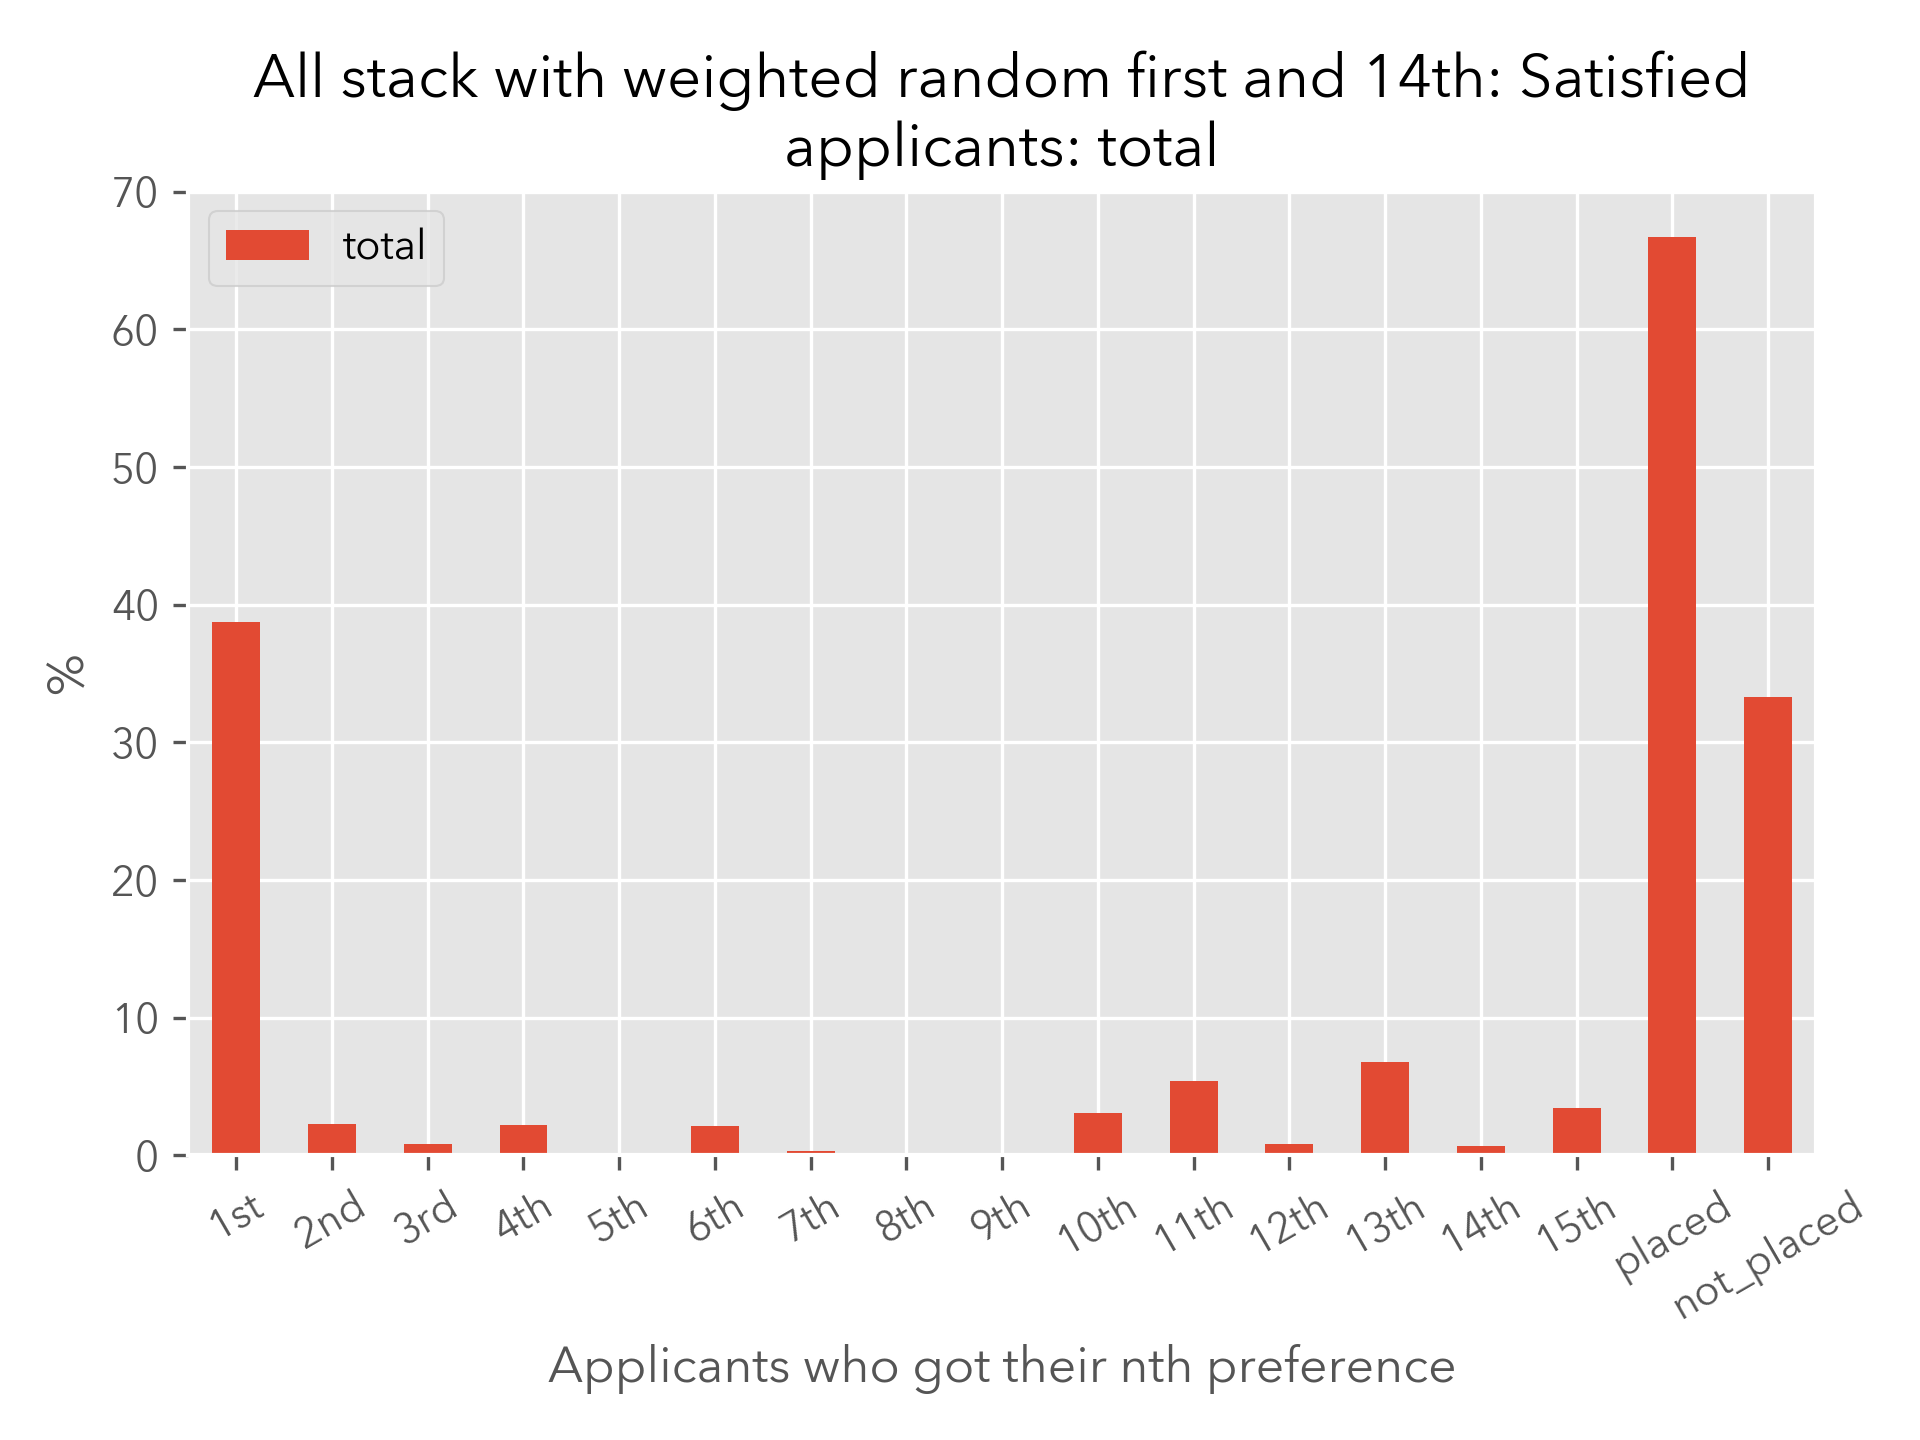 All stack with weighted random first and 14th: Satisfied
applicants: total
total
70
60
50
40
30
20
10
0
%
1st 2nd 3rd 4th 5th 6th 7th 8th 9th 10th 11th 12th 13th 14th 15th placed not_placed
Applicants who got their nth preference